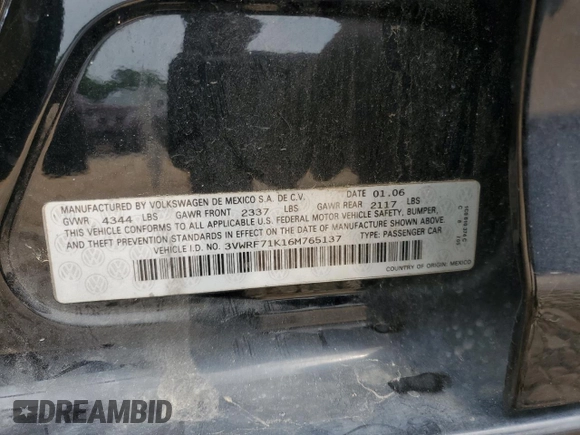 MANUFACTURED BY VOLKSWAGEN DE MEXICO S.A. DE C.V. DATE 01.06
GVWR 4344 LBS GAWR FRONT 2337 LBS GAWR REAR 2117 LBS
THIS VEHICLE CONFORMS TO ALL APPLICABLE U.S. FEDERAL MOTOR VEHICLE SAFETY, BUMPER,
AND THEFT PREVENTION STANDARDS IN EFFECT ON THE DATE OF MANUFACTURE SHOWN ABOVE.
VEHICLE I.D. NO. 3VWRF71K16M765137 TYPE: PASSENGER CAR
COUNTRY OF ORIGIN: MEXICO
DREAMBID